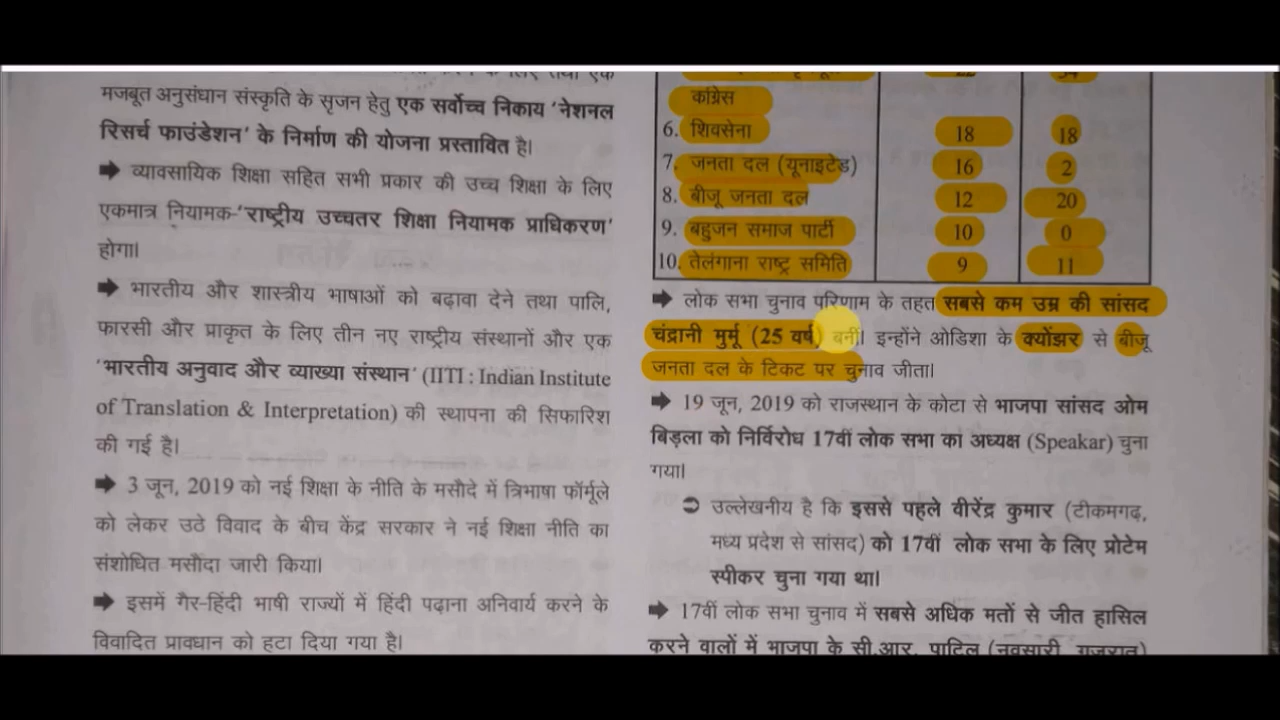 मजबूत अनुसंधान संस्कृति के सृजन हेतु एक सर्वोच्च निकाय 'नेशनल
रिसर्च फाउंडेशन' के निर्माण की योजना प्रस्तावित है।
➡ व्यावसायिक शिक्षा सहित सभी प्रकार की उच्च शिक्षा के लिए
एकमात्र नियामक-'राष्ट्रीय उच्चतर शिक्षा नियामक प्राधिकरण'
होगा।
➡ भारतीय और शास्त्रीय भाषाओं को बढ़ावा देने तथा पालि,
फारसी और प्राकृत के लिए तीन नए राष्ट्रीय संस्थानों और एक
'भारतीय अनुवाद और व्याख्या संस्थान' (IITI : Indian Institute
of Translation & Interpretation) की स्थापना की सिफारिश
की गई है।
➡ 3 जून, 2019 को नई शिक्षा के नीति के मसौदे में त्रिभाषा फॉर्मूले
को लेकर उठे विवाद के बीच केंद्र सरकार ने नई शिक्षा नीति का
संशोधित मसौदा जारी किया।
➡ इसमें गैर-हिंदी भाषी राज्यों में हिंदी पढ़ाना अनिवार्य करने के
विवादित प्रावधान को हटा दिया गया है।
कांग्रेस
6. शिवसेना 18 18
7. जनता दल (यूनाइटेड) 16 2
8. बीजू जनता दल 12 20
9. बहुजन समाज पार्टी 10 0
10. तेलंगाना राष्ट्र समिति 9 11
➡ लोक सभा चुनाव परिणाम के तहत सबसे कम उम्र की सांसद
चंद्रानी मुर्मू (25 वर्ष) बनीं। इन्होंने ओडिशा के क्योंझर से बीजू
जनता दल के टिकट पर चुनाव जीता।
➡ 19 जून, 2019 को राजस्थान के कोटा से भाजपा सांसद ओम
बिड़ला को निर्विरोध 17वीं लोक सभा का अध्यक्ष (Speakar) चुना
गया।
➲ उल्लेखनीय है कि इससे पहले वीरेंद्र कुमार (टीकमगढ़,
मध्य प्रदेश से सांसद) को 17वीं लोक सभा के लिए प्रोटेम
स्पीकर चुना गया था।
➡ 17वीं लोक सभा चुनाव में सबसे अधिक मतों से जीत हासिल
करने वालों में भाजपा के सी.आर. पाटिल (नवसारी, गुजरात)